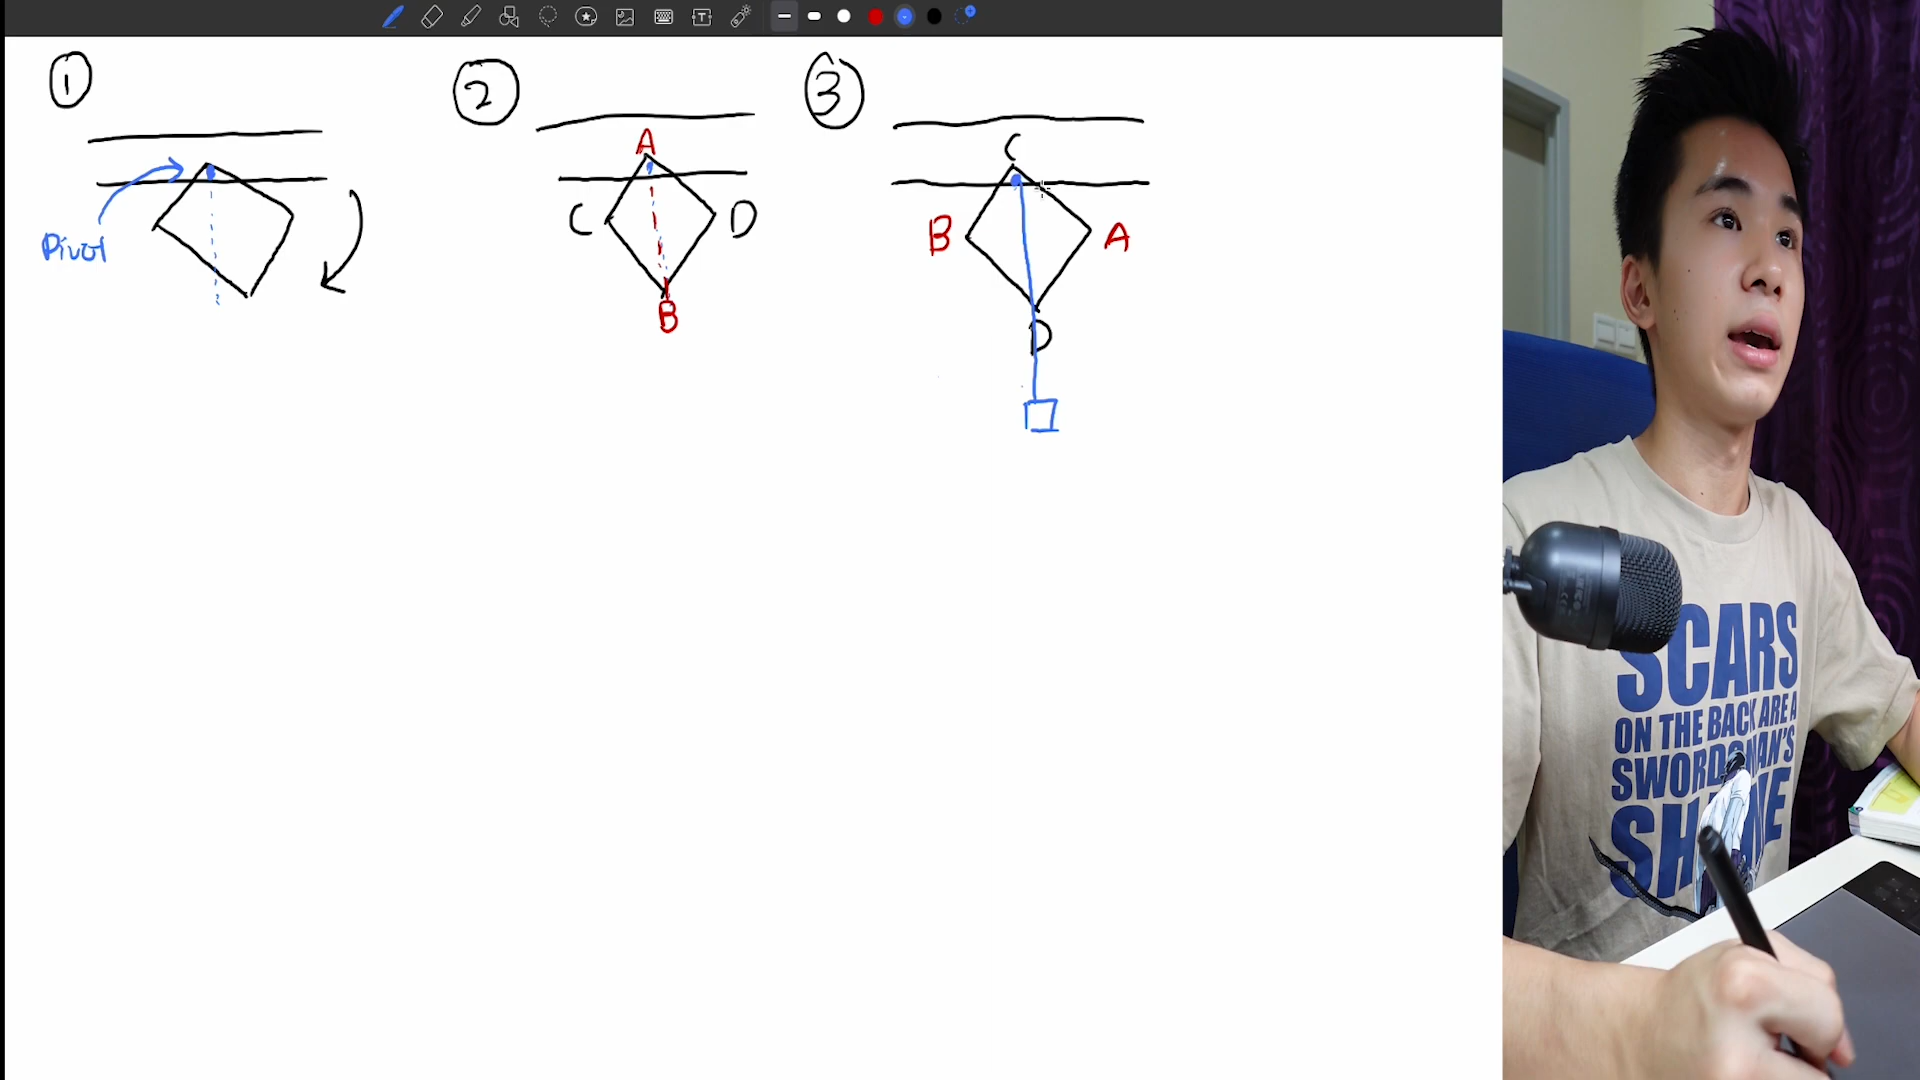 1
Pivot
2
A
C
D
B
3
C
B
A
D
SCARS
ON THE BACK ARE A
SWORDSMAN'S
SHAME